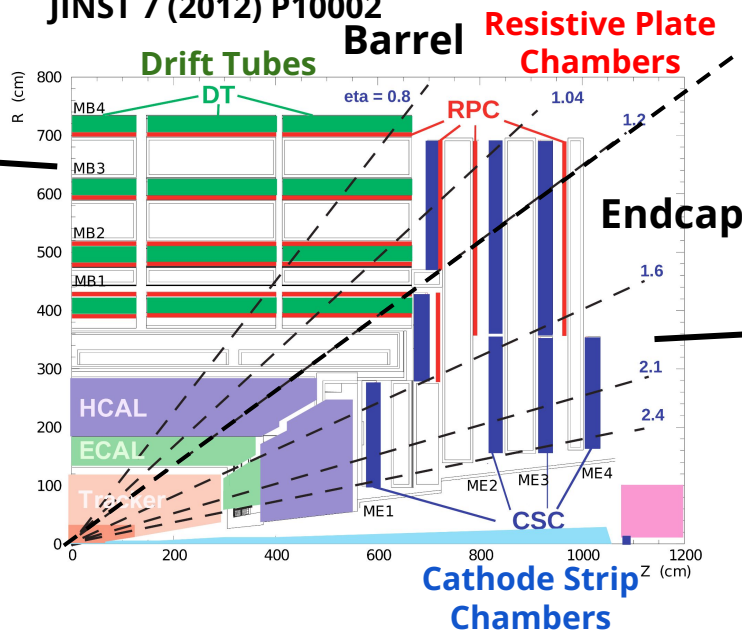 JINST 7 (2012) P10002
Barrel
Resistive Plate
Chambers
Drift Tubes
DT
eta = 0.8
1.04
RPC
1.2
R (cm)
800
MB4
700
MB3
600
Endcap
MB2
500
MB1
1.6
400
300
2.1
HCAL
2.4
200
ECAL
100
Tracker
ME1
ME2
ME3
ME4
CSC
0
0
200
400
600
800
1000
1200
Z (cm)
Cathode Strip
Chambers